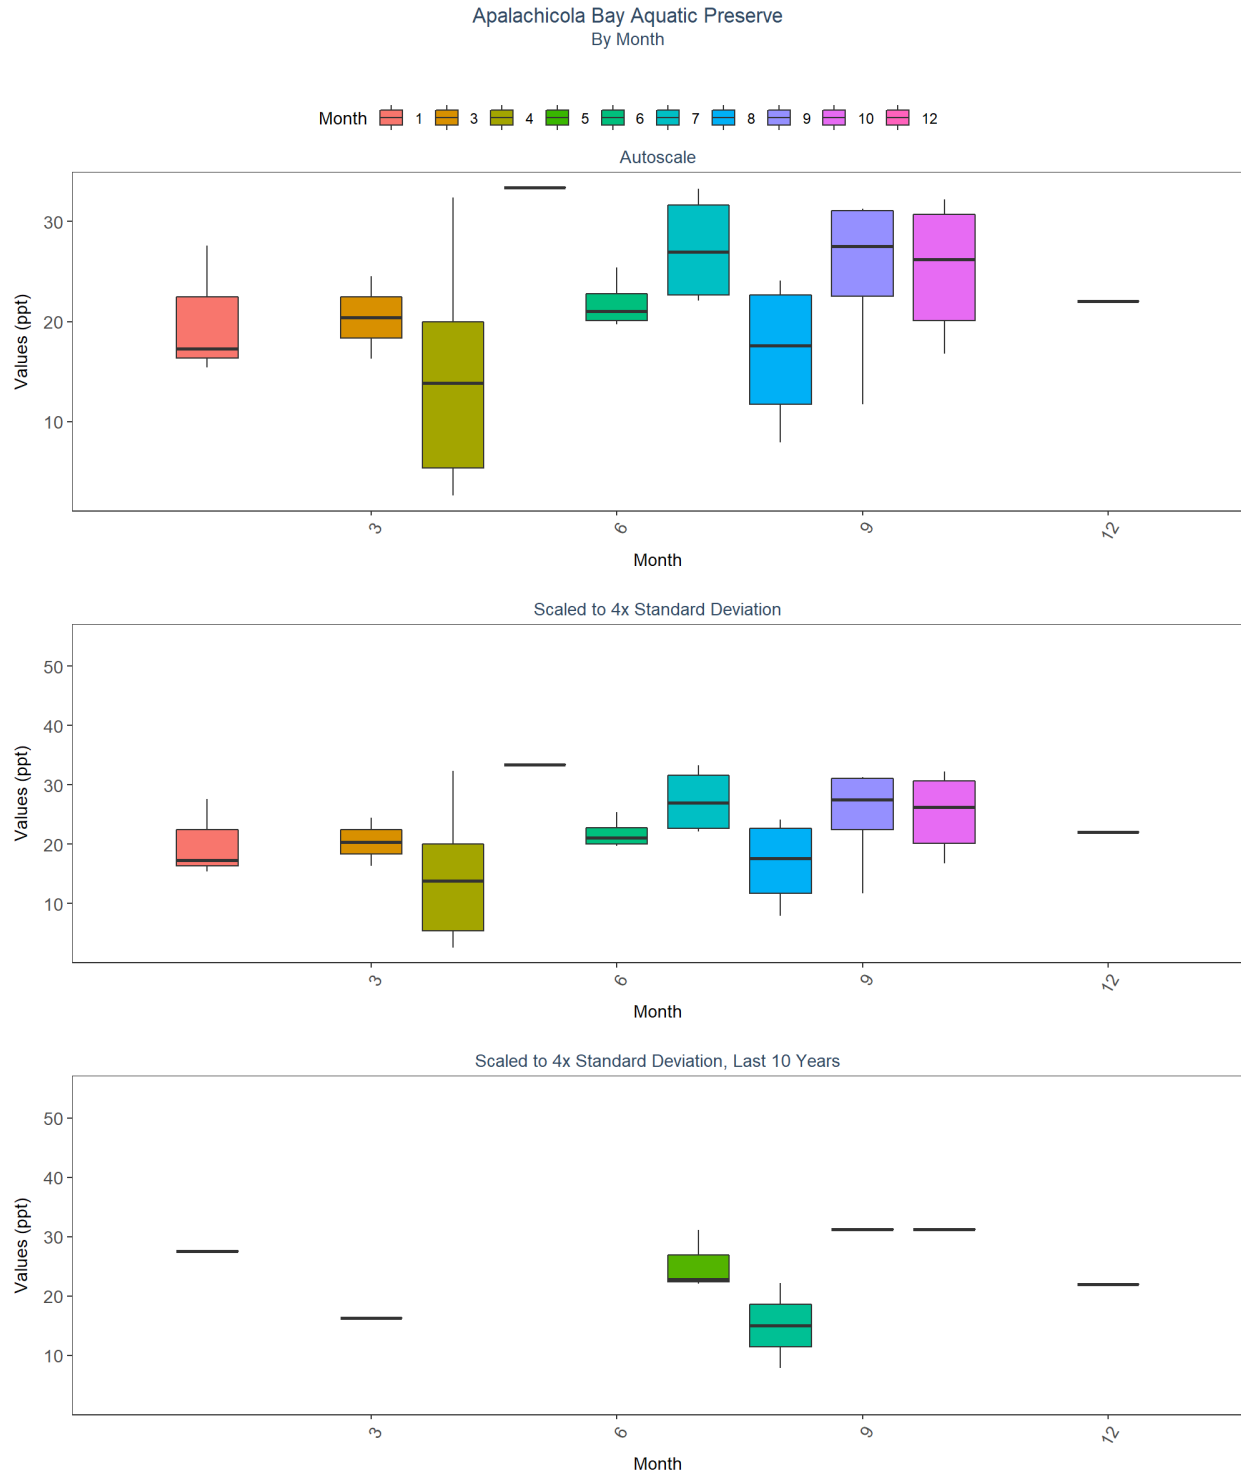 Apalachicola Bay Aquatic Preserve
By Month
Month 1 3 4 5 6 7 8 9 10 12
Autoscale
Values (ppt)
30
20
10
3 6 9 12
Month
Scaled to 4x Standard Deviation
Values (ppt)
50
40
30
20
10
3 6 9 12
Month
Scaled to 4x Standard Deviation, Last 10 Years
Values (ppt)
50
40
30
20
10
3 6 9 12
Month